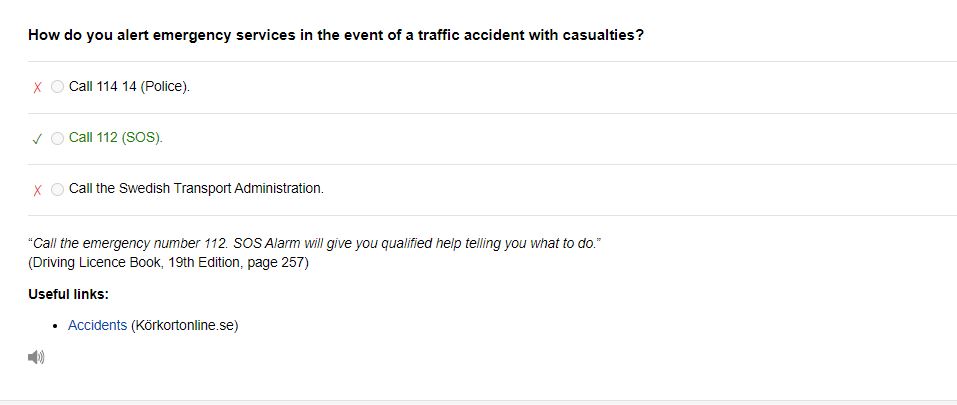 How do you alert emergency services in the event of a traffic accident with casualties?
✗ Call 114 14 (Police).
✓ Call 112 (SOS).
✗ Call the Swedish Transport Administration.
“Call the emergency number 112. SOS Alarm will give you qualified help telling you what to do.”
(Driving Licence Book, 19th Edition, page 257)
Useful links:
• Accidents (Körkortonline.se)